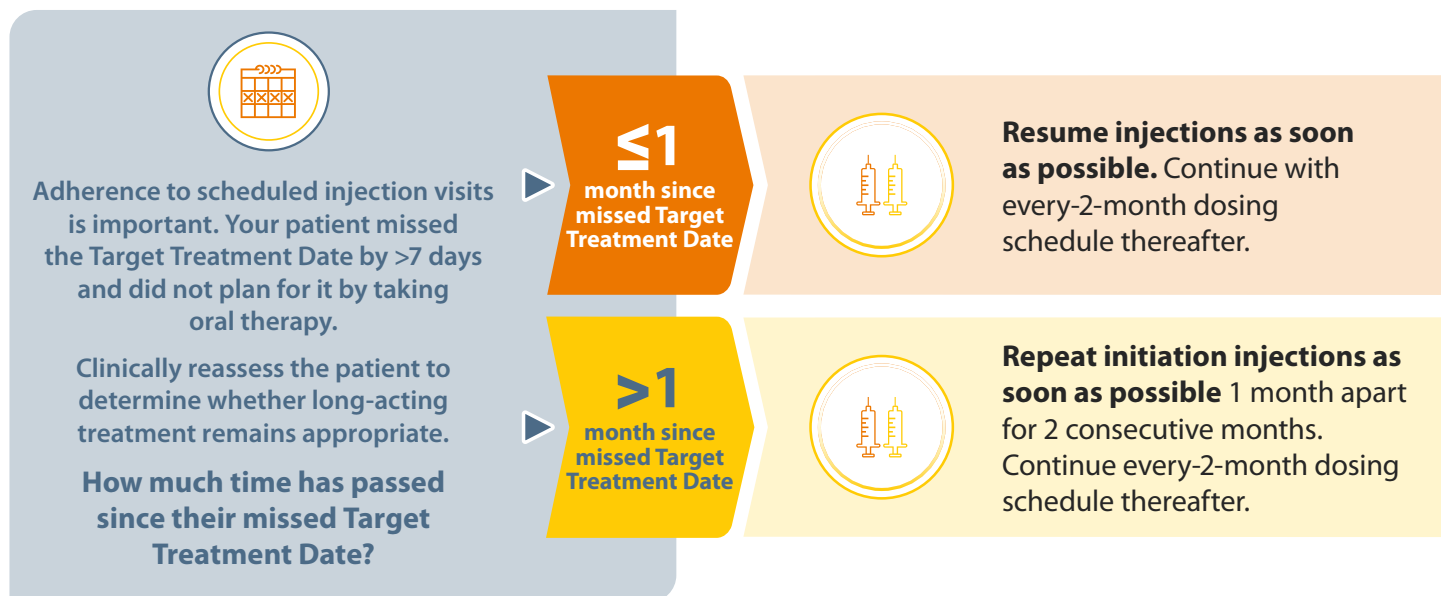 Adherence to scheduled injection visits
is important. Your patient missed
the Target Treatment Date by >7 days
and did not plan for it by taking
oral therapy.
Clinically reassess the patient to
determine whether long-acting
treatment remains appropriate.
How much time has passed
since their missed Target
Treatment Date?
≤1
month since
missed Target
Treatment Date
Resume injections as soon
as possible. Continue with
every-2-month dosing
schedule thereafter.
>1
month since
missed Target
Treatment Date
Repeat initiation injections as
soon as possible 1 month apart
for 2 consecutive months.
Continue every-2-month dosing
schedule thereafter.